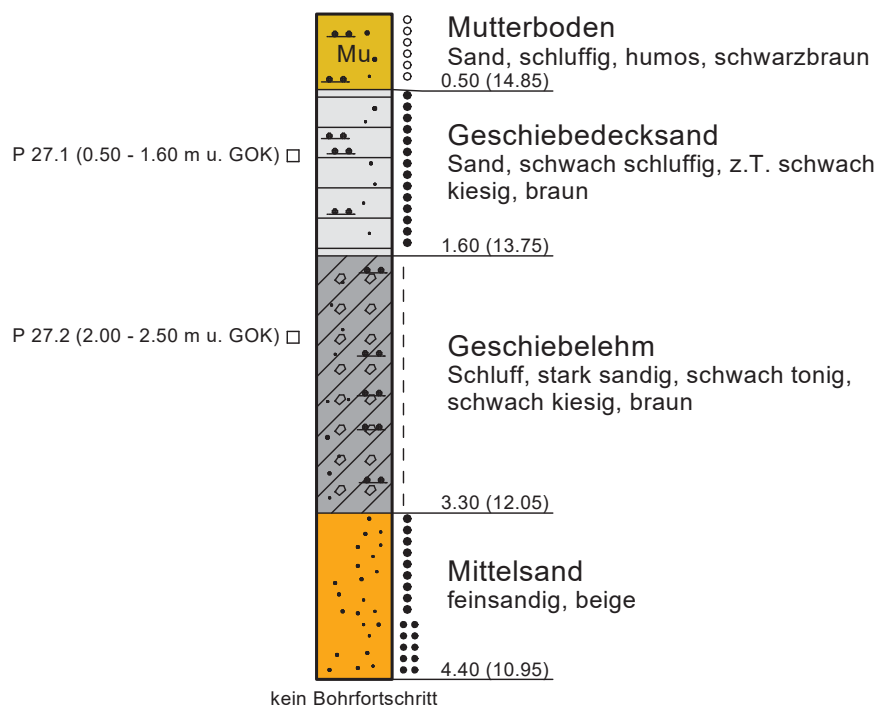 Mutterboden
Mu
Sand, schluffig, humos, schwarzbraun
0.50 (14.85)
Geschiebedecksand
P 27.1 (0.50 - 1.60 m u. GOK)
Sand, schwach schluffig, z.T. schwach
kiesig, braun
1.60 (13.75)
P 27.2 (2.00 - 2.50 m u. GOK)
Geschiebelehm
Schluff, stark sandig, schwach tonig,
schwach kiesig, braun
3.30 (12.05)
Mittelsand
feinsandig, beige
4.40 (10.95)
kein Bohrfortschritt